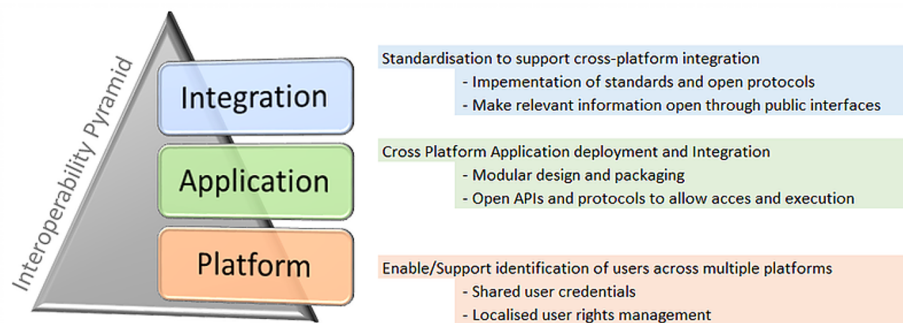 Interoperability Pyramid
Integration
Standardisation to support cross-platform integration
- Impementation of standards and open protocols
- Make relevant information open through public interfaces
Application
Cross Platform Application deployment and Integration
- Modular design and packaging
- Open APIs and protocols to allow acces and execution
Platform
Enable/Support identification of users across multiple platforms
- Shared user credentials
- Localised user rights management